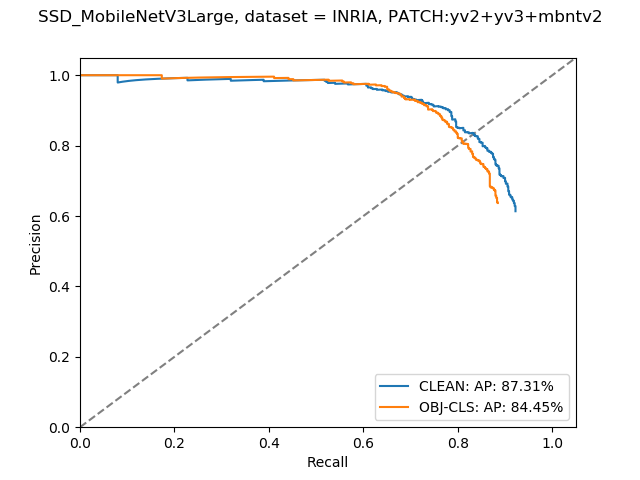 SSD_MobileNetV3Large, dataset = INRIA, PATCH:yv2+yv3+mbntv2
1.0
0.8
0.6
0.4
0.2
0.0
Precision
CLEAN: AP: 87.31%
OBJ-CLS: AP: 84.45%
0.0 0.2 0.4 0.6 0.8 1.0
Recall